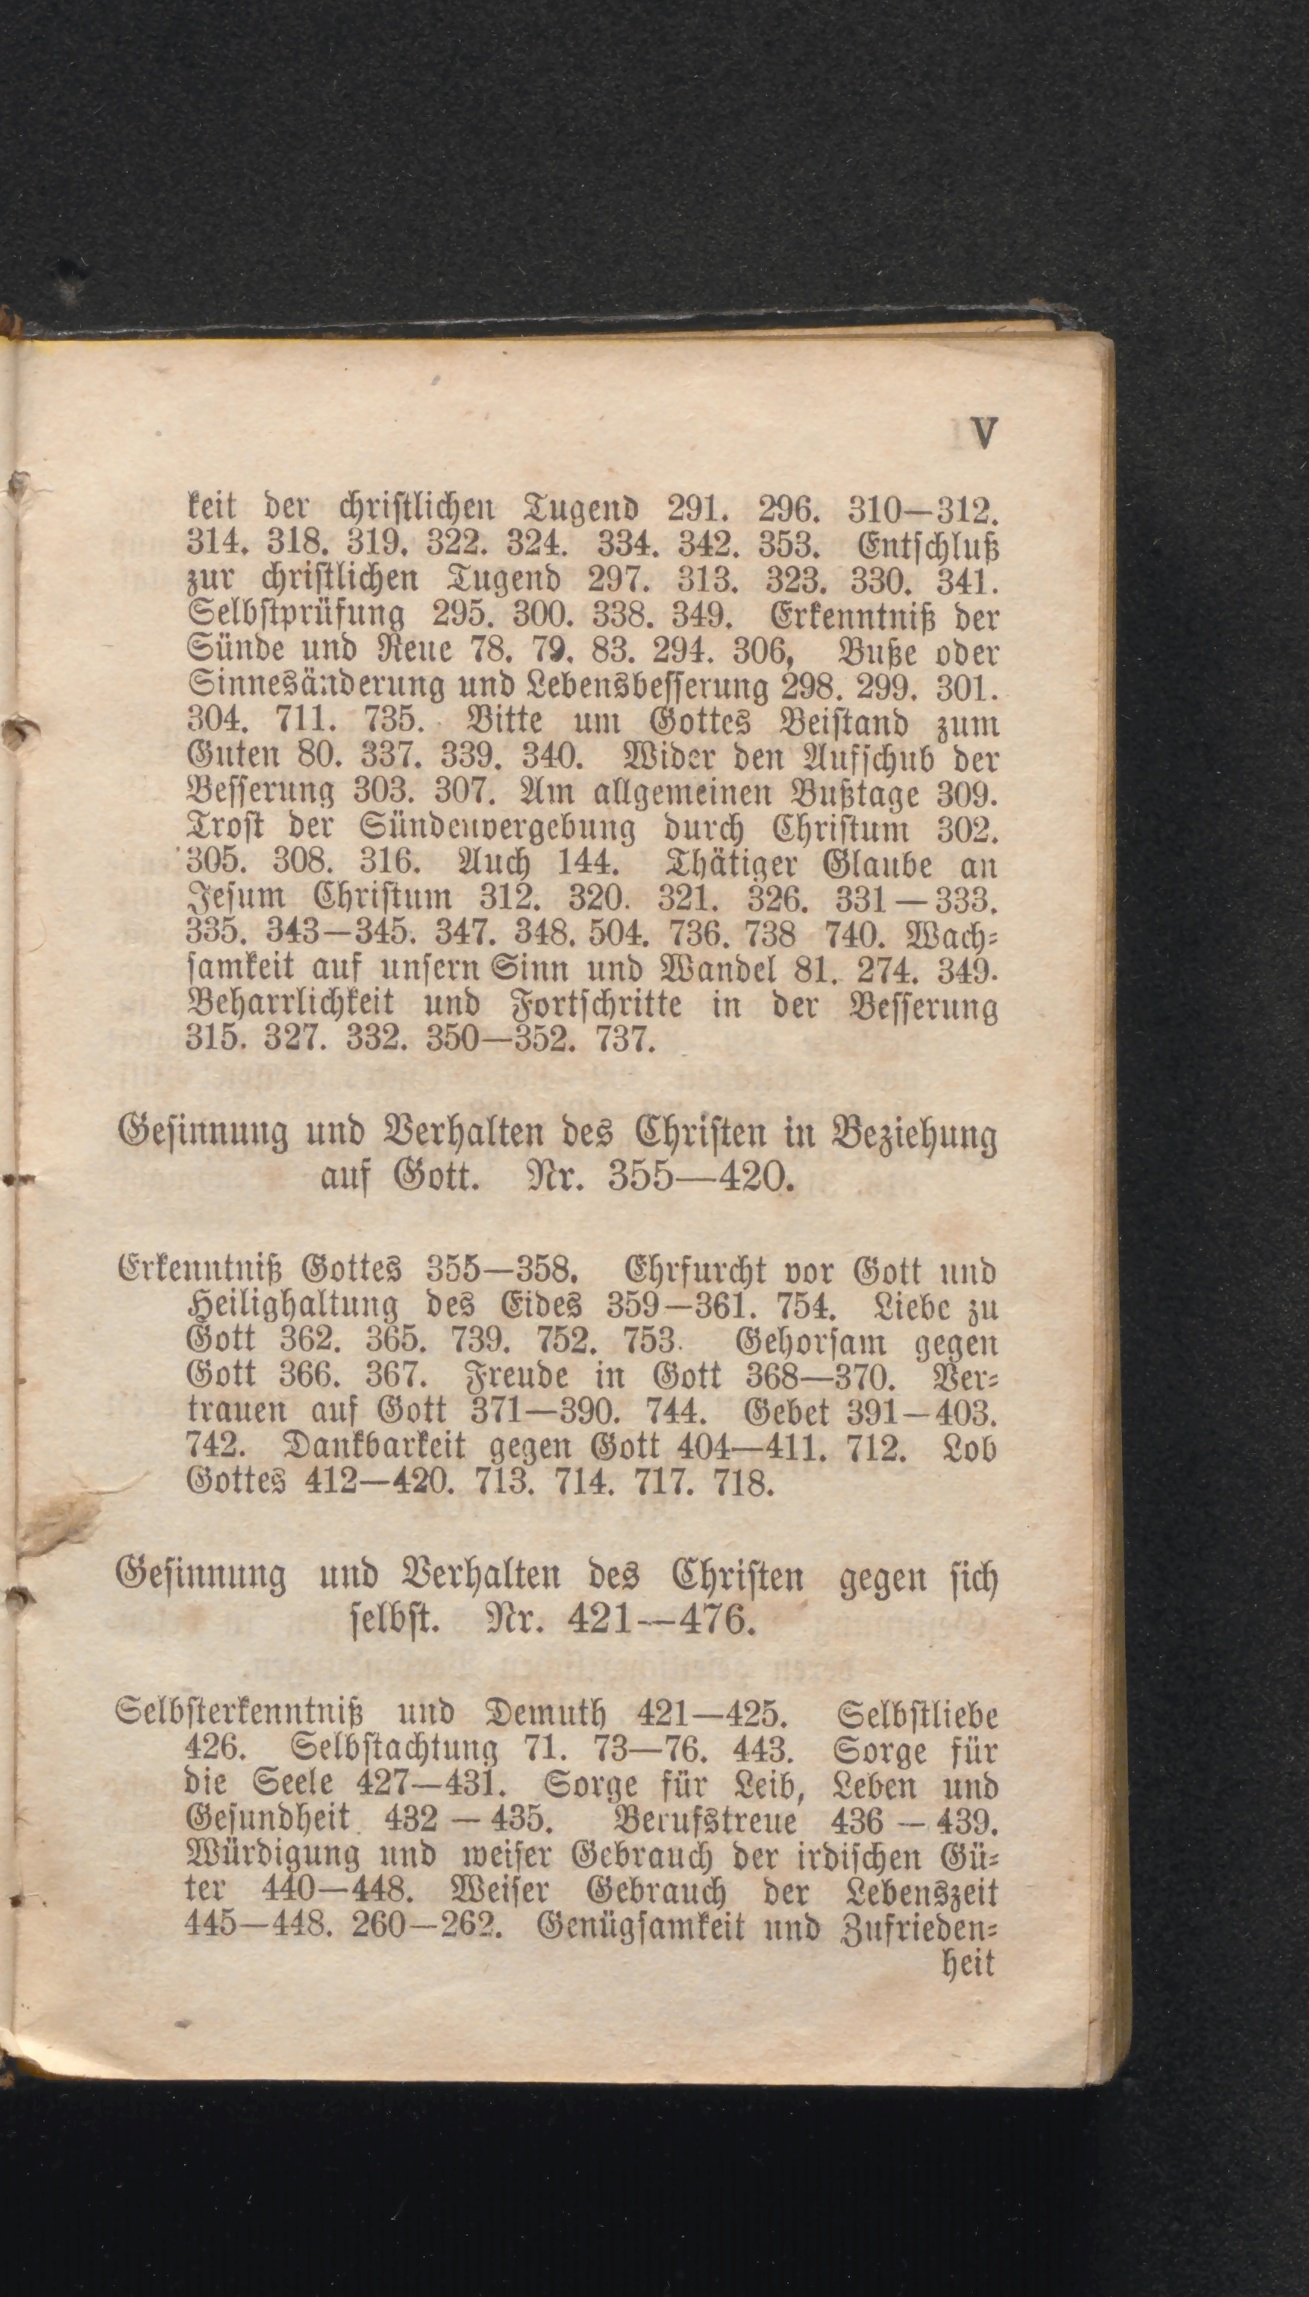 V
keit der christlichen Tugend 291. 296. 310—312.
314. 318. 319. 322. 324. 334. 342. 353. Entschluß
zur christlichen Tugend 297. 313. 323. 330. 341.
Selbstprüfung 295. 300. 338. 349. Erkenntniß der
Sünde und Reue 78. 79. 83. 294. 306, Buße oder
Sinnesänderung und Lebensbesserung 298. 299. 301.
304. 711. 735. Bitte um Gottes Beistand zum
Guten 80. 337. 339. 340. Wider den Aufschub der
Besserung 303. 307. Am allgemeinen Bußtage 309.
Trost der Sündenvergebung durch Christum 302.
305. 308. 316. Auch 144. Thätiger Glaube an
Jesum Christum 312. 320. 321. 326. 331—333.
335. 343—345. 347. 348. 504. 736. 738 740. Wach-
samkeit auf unsern Sinn und Wandel 81. 274. 349.
Beharrlichkeit und Fortschritte in der Besserung
315. 327. 332. 350—352. 737.
Gesinnung und Verhalten des Christen in Beziehung
auf Gott. Nr. 355—420.
Erkenntniß Gottes 355—358. Ehrfurcht vor Gott und
Heilighaltung des Eides 359—361. 754. Liebe zu
Gott 362. 365. 739. 752. 753. Gehorsam gegen
Gott 366. 367. Freude in Gott 368—370. Ver-
trauen auf Gott 371—390. 744. Gebet 391—403.
742. Dankbarkeit gegen Gott 404—411. 712. Lob
Gottes 412—420. 713. 714. 717. 718.
Gesinnung und Verhalten des Christen gegen sich
selbst. Nr. 421—476.
Selbsterkenntniß und Demuth 421—425. Selbstliebe
426. Selbstachtung 71. 73—76. 443. Sorge für
die Seele 427—431. Sorge für Leib, Leben und
Gesundheit 432—435. Berufstreue 436—439.
Würdigung und weiser Gebrauch der irdischen Gü-
ter 440—448. Weiser Gebrauch der Lebenszeit
445—448. 260—262. Genügsamkeit und Zufrieden-
heit